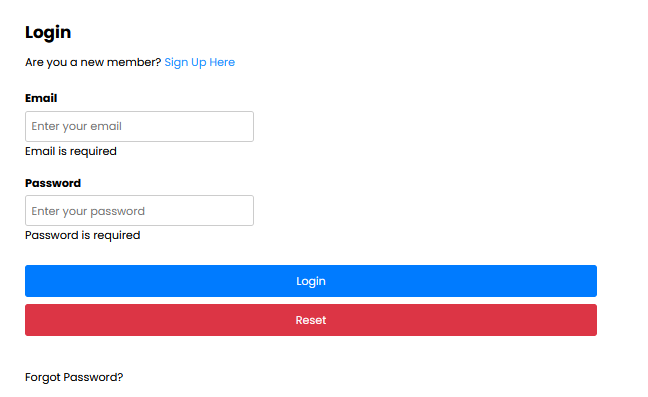 Login
Are you a new member? Sign Up Here
Email
Enter your email
Email is required
Password
Enter your password
Password is required
Login
Reset
Forgot Password?